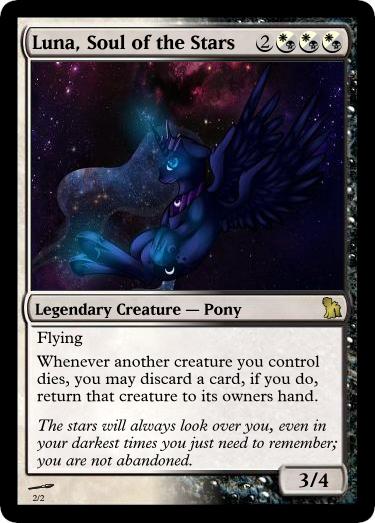 Luna, Soul of the Stars 2
Legendary Creature — Pony
Flying
Whenever another creature you control
dies, you may discard a card, if you do,
return that creature to its owners hand.
The stars will always look over you, even in
your darkest times you just need to remember;
you are not abandoned.
3/4
2/2